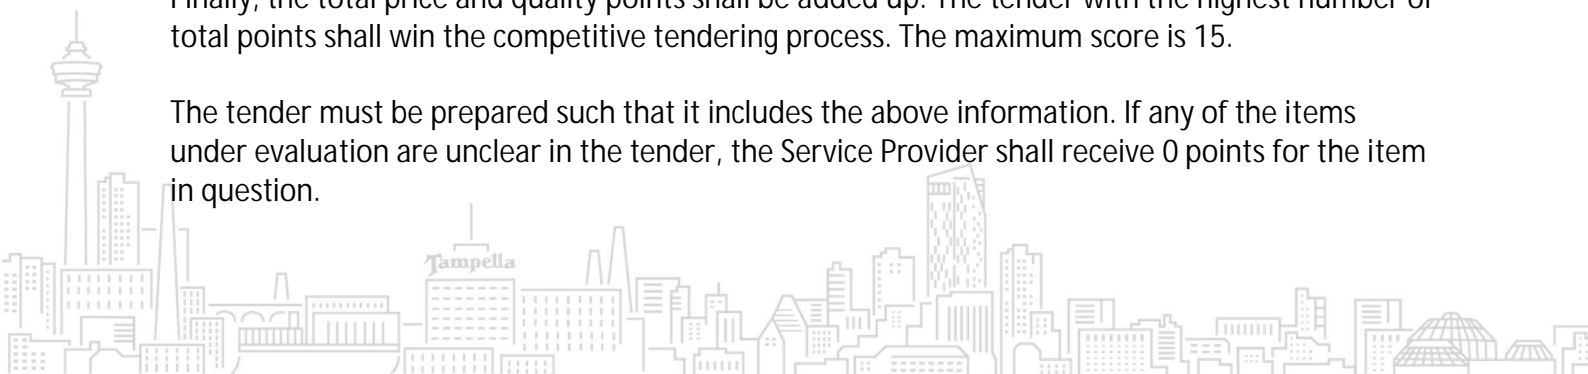 Finally, the total price and quality points shall be added up. The tender with the highest number of
total points shall win the competitive tendering process. The maximum score is 15.
The tender must be prepared such that it includes the above information. If any of the items
under evaluation are unclear in the tender, the Service Provider shall receive 0 points for the item
in question.
Tampella